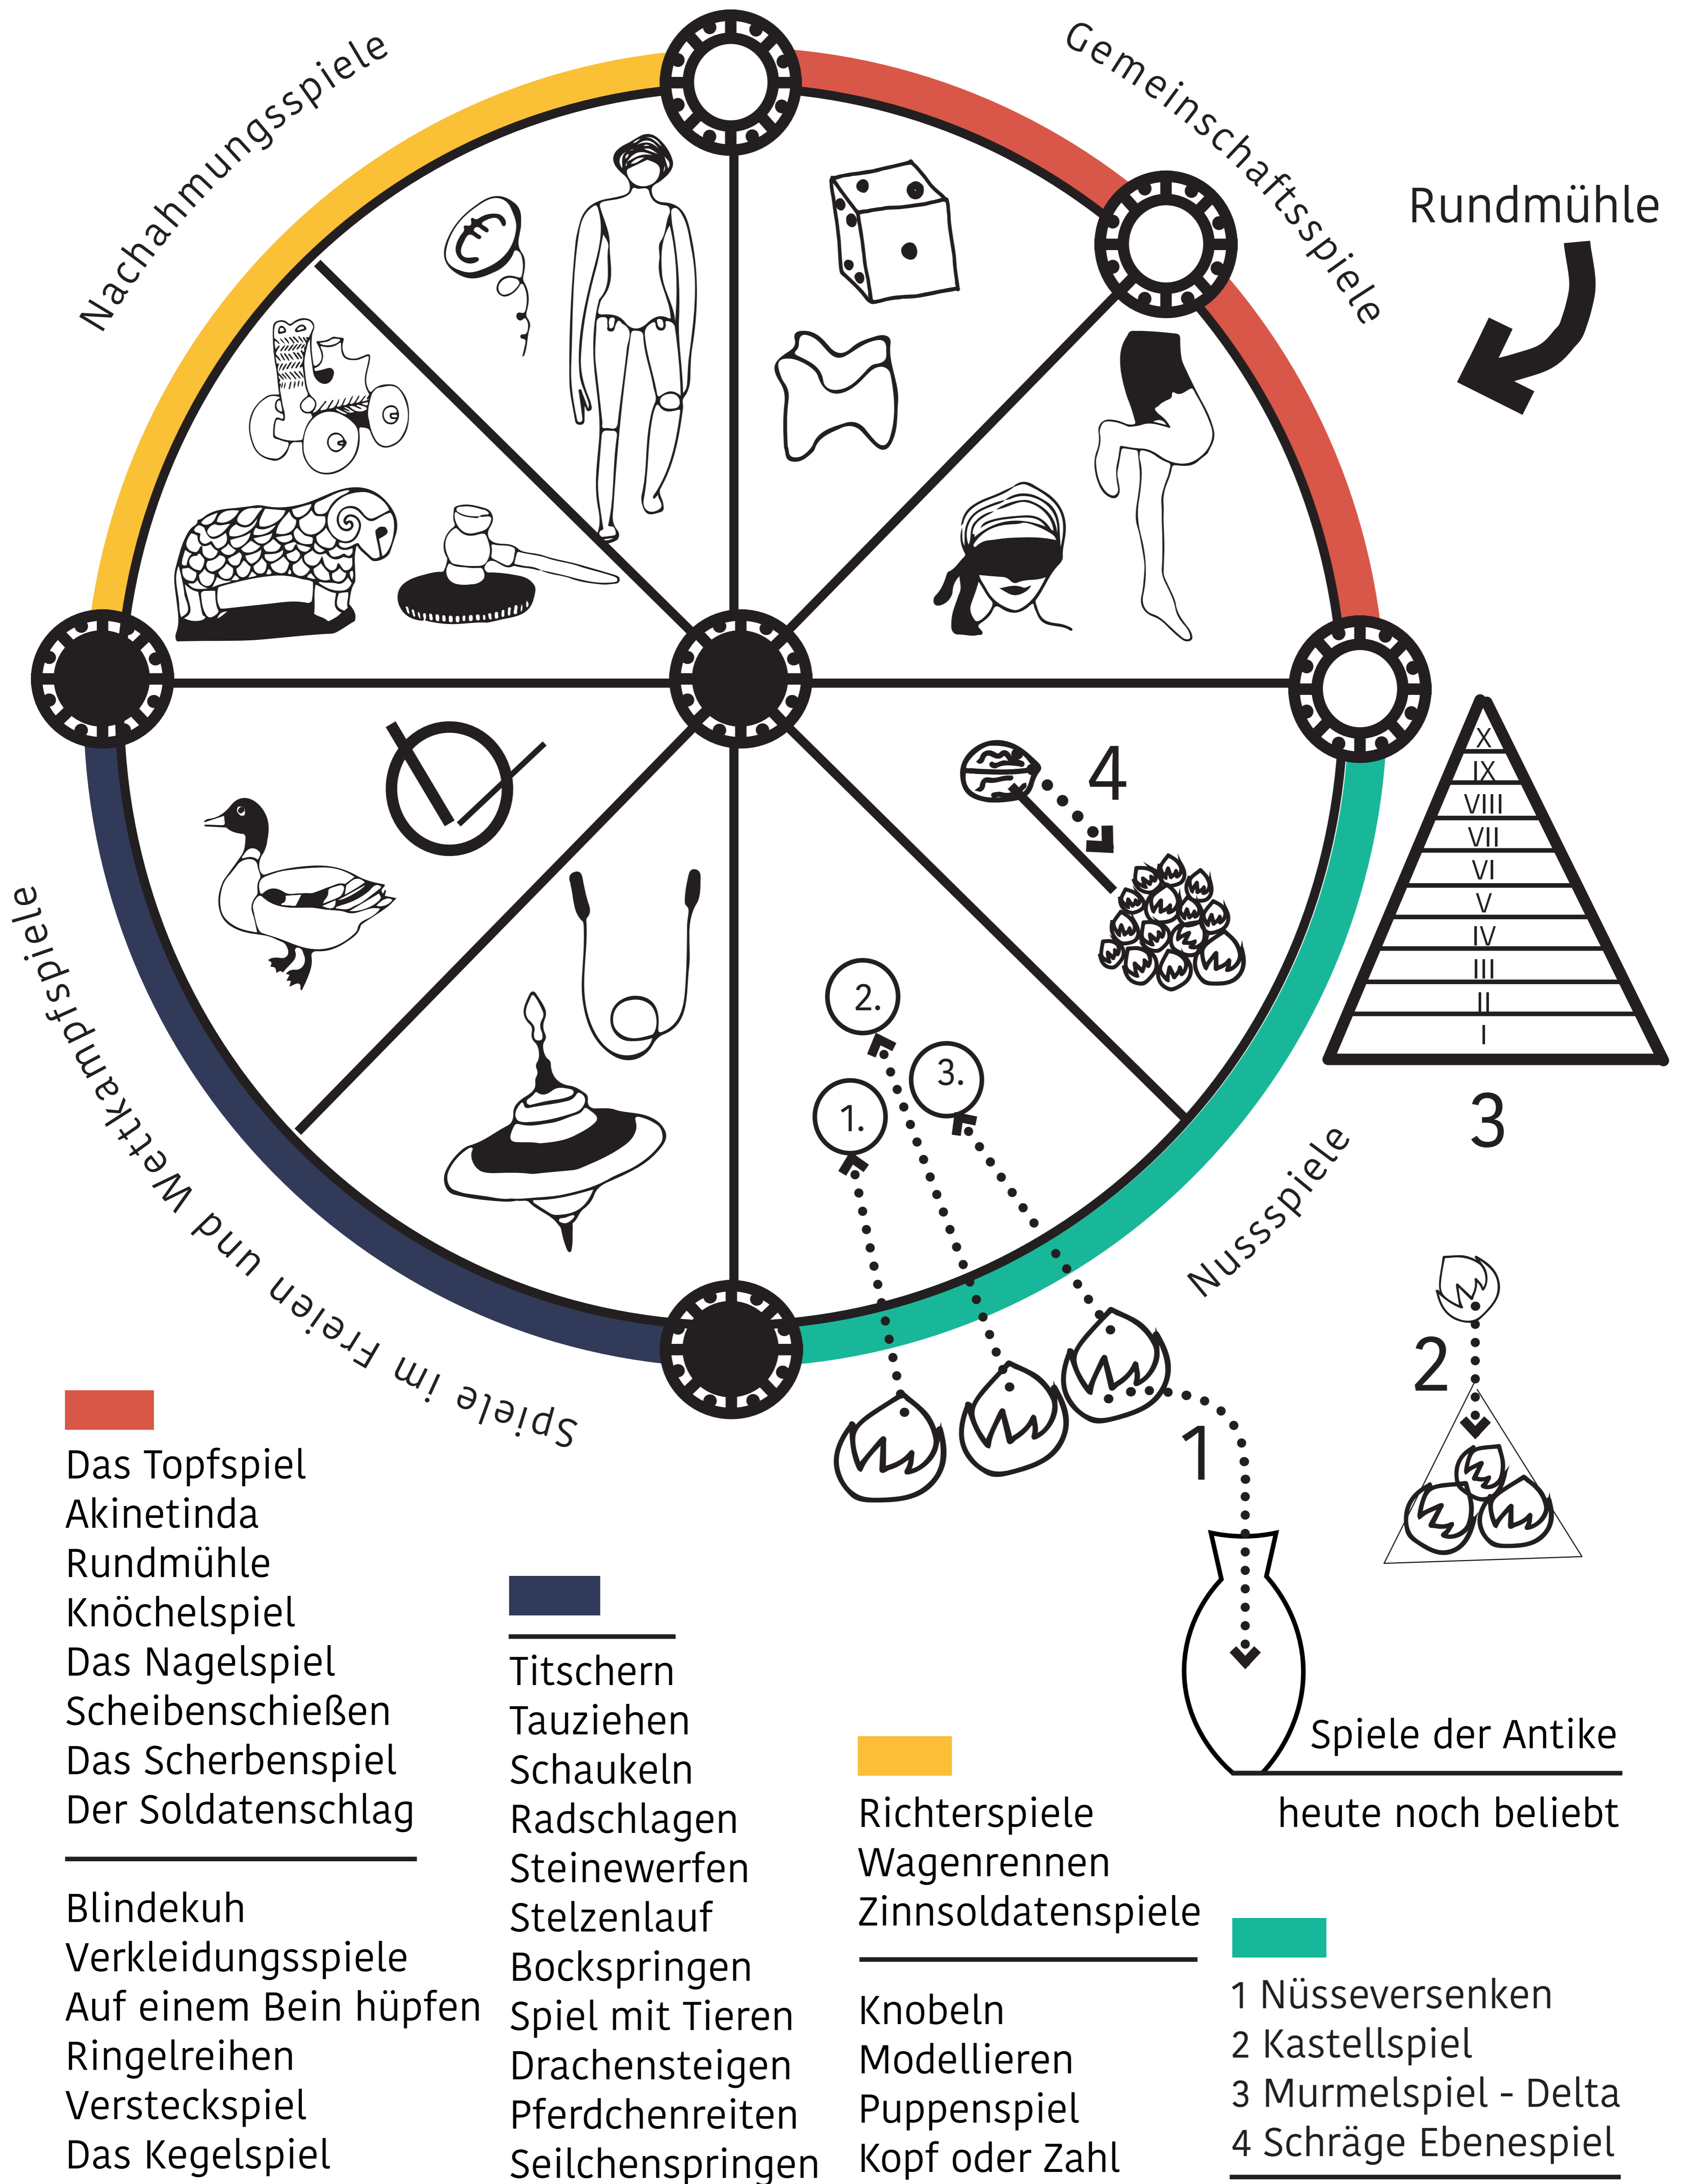 Nachahmungsspiele
Gemeinschaftsspiele
Rundmühle
4
X
IX
VIII
VII
VI
V
IV
III
II
I
3
2.
3.
1.
Spiele im Freien und Wettkampfspiele
Nussspiele
2
1
Das Topfspiel
Akinetinda
Rundmühle
Knöchelspiel
Das Nagelspiel
Scheibenschießen
Das Scherbenspiel
Der Soldatenschlag
Blindekuh
Verkleidungsspiele
Auf einem Bein hüpfen
Ringelreihen
Versteckspiel
Das Kegelspiel
Titschern
Tauziehen
Schaukeln
Radschlagen
Steinewerfen
Stelzenlauf
Bockspringen
Spiel mit Tieren
Drachensteigen
Pferdchenreiten
Seilchenspringen
Richterspiele
Wagenrennen
Zinnsoldatenspiele
Knobeln
Modellieren
Puppenspiel
Kopf oder Zahl
Spiele der Antike
heute noch beliebt
1 Nüsseversenken
2 Kastellspiel
3 Murmelspiel - Delta
4 Schräge Ebenespiel